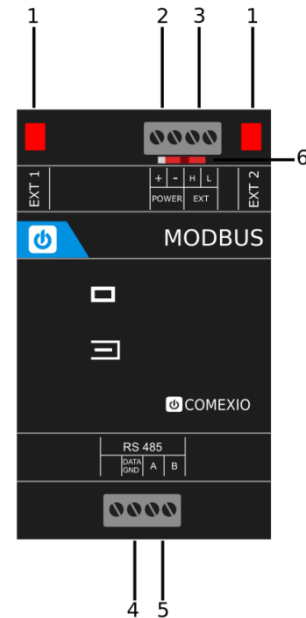 1 2 3 1
6
+ - H L
POWER EXT
EXT 1
EXT 2
MODBUS
COMEXIO
RS 485
DATA A B
GND
4 5